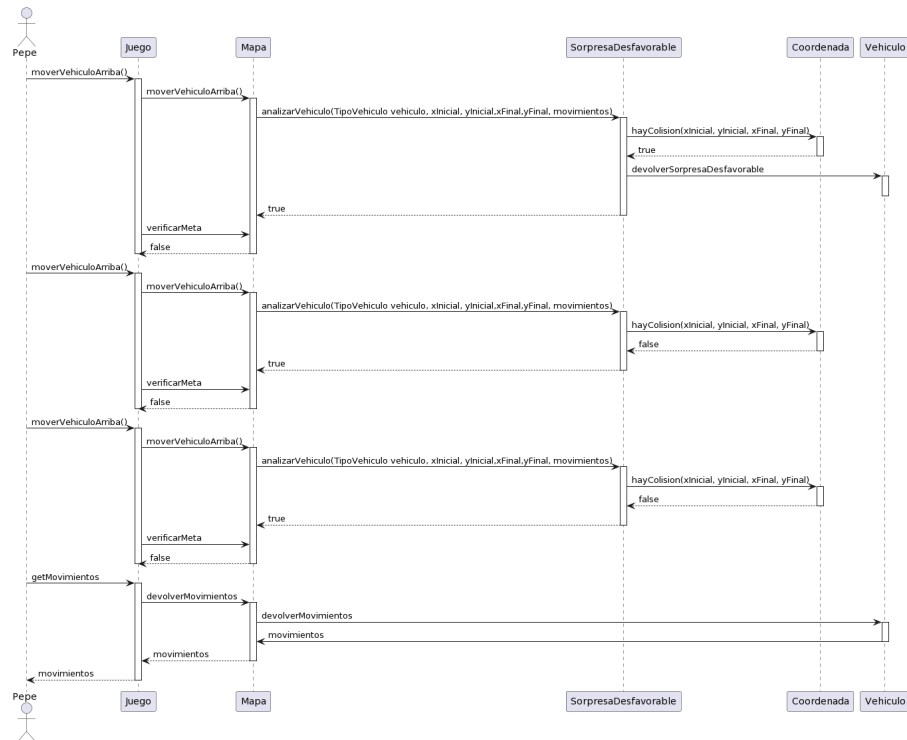 Pepe
Juego
Mapa
SorpresaDesfavorable
Coordenada
Vehiculo
moverVehiculoArriba()
moverVehiculoArriba()
analizarVehiculo(TipoVehiculo vehiculo, xInicial, yInicial,xFinal,yFinal, movimientos)
hayColision(xInicial, yInicial, xFinal, yFinal)
true
devolverSorpresaDesfavorable
true
verificarMeta
false
moverVehiculoArriba()
moverVehiculoArriba()
analizarVehiculo(TipoVehiculo vehiculo, xInicial, yInicial,xFinal,yFinal, movimientos)
hayColision(xInicial, yInicial, xFinal, yFinal)
false
true
verificarMeta
false
moverVehiculoArriba()
moverVehiculoArriba()
analizarVehiculo(TipoVehiculo vehiculo, xInicial, yInicial,xFinal,yFinal, movimientos)
hayColision(xInicial, yInicial, xFinal, yFinal)
false
true
verificarMeta
false
getMovimientos
devolverMovimientos
devolverMovimientos
movimientos
movimientos
movimientos
Pepe
Juego
Mapa
SorpresaDesfavorable
Coordenada
Vehiculo